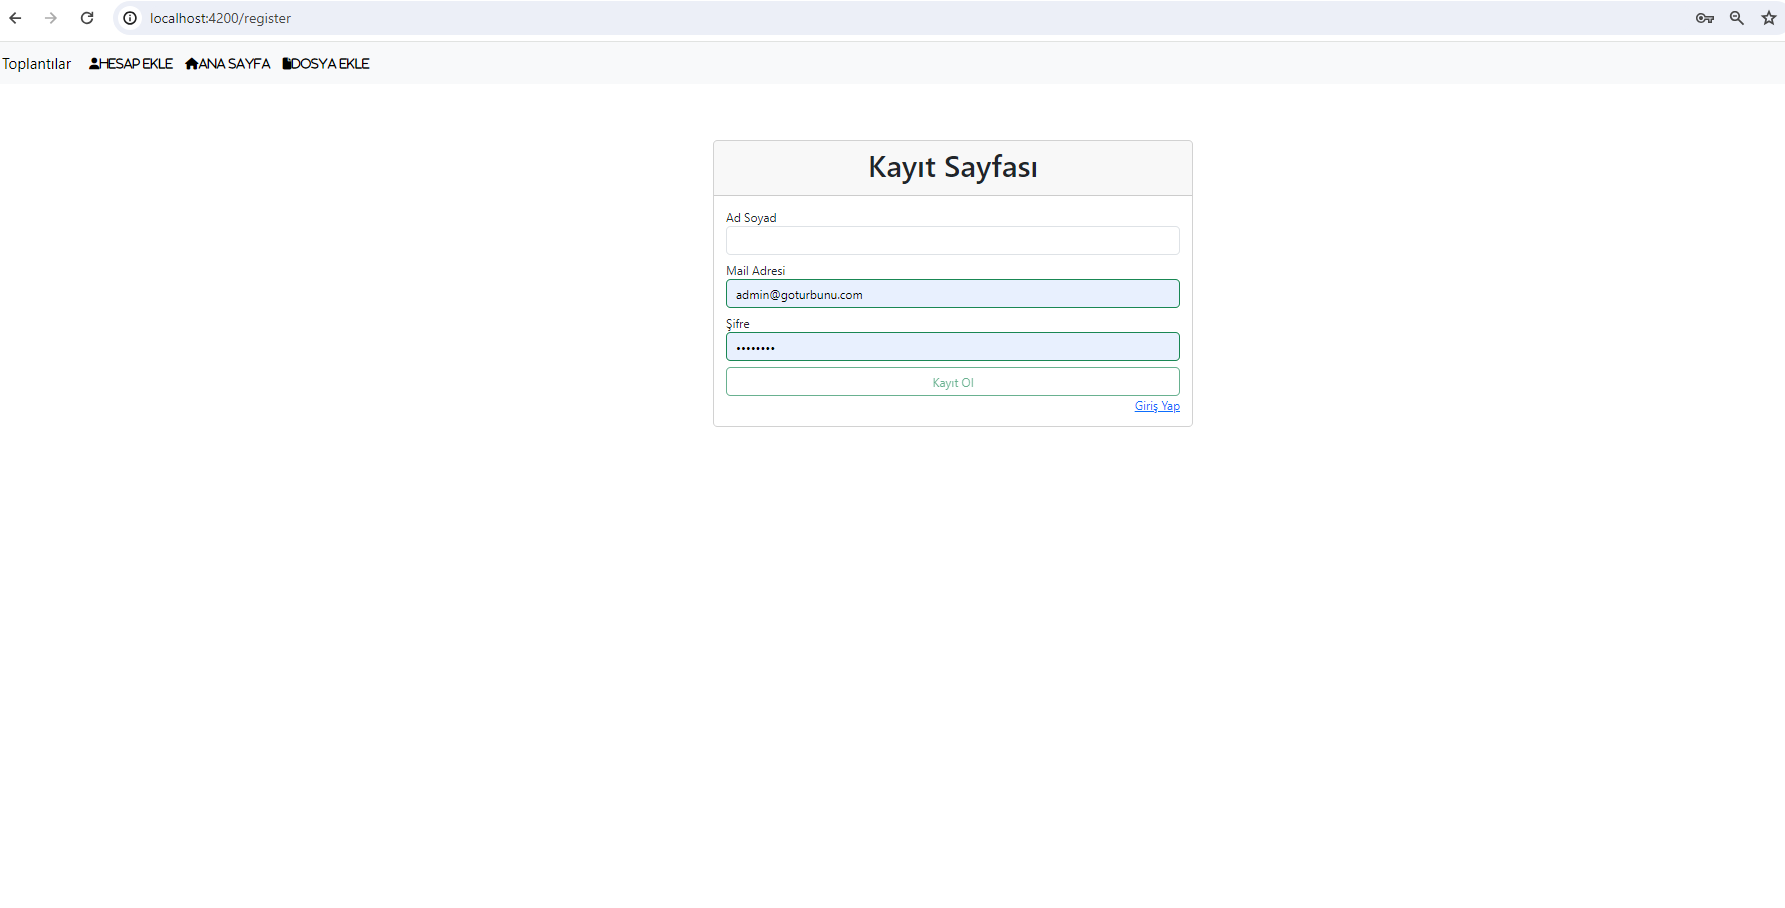 localhost:4200/register
Toplantılar HESAP EKLE ANA SAYFA DOSYA EKLE
Kayıt Sayfası
Ad Soyad
Mail Adresi
admin@goturbunu.com
Şifre
••••••••
Kayıt Ol
Giriş Yap